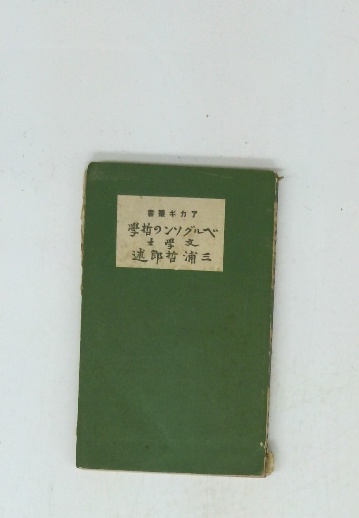 アカギ叢書
ベルグソンの哲學
文學士
三浦哲郎述